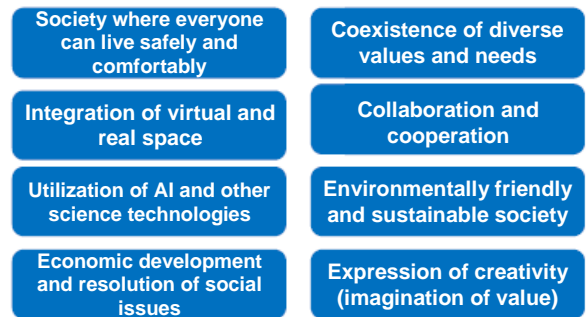 Society where everyone
can live safely and
comfortably
Coexistence of diverse
values and needs
Integration of virtual and
real space
Collaboration and
cooperation
Utilization of AI and other
science technologies
Environmentally friendly
and sustainable society
Economic development
and resolution of social
issues
Expression of creativity
(imagination of value)